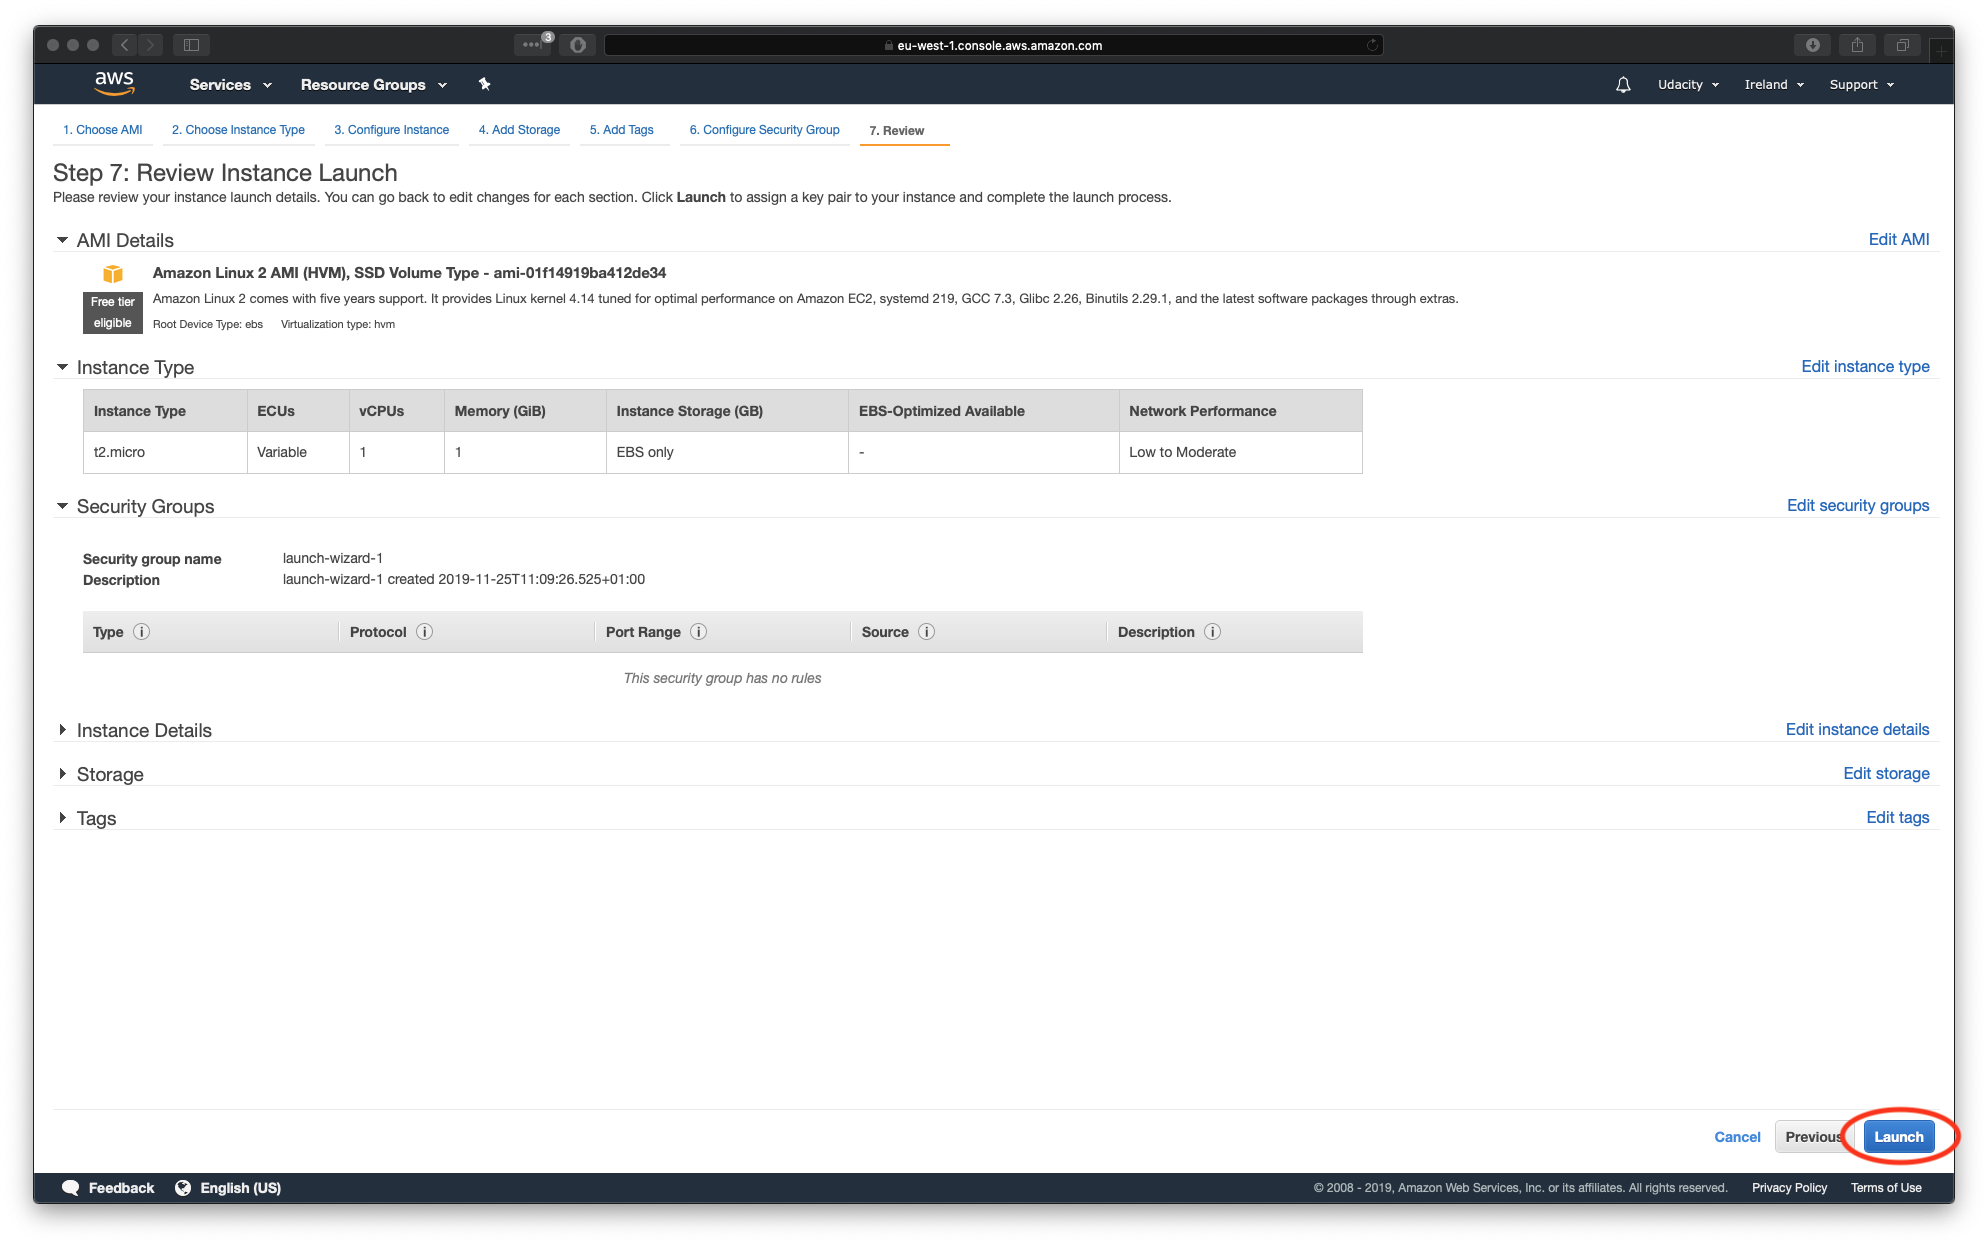 3
eu-west-1.console.aws.amazon.com
aws Services Resource Groups Udacity Ireland Support
1. Choose AMI 2. Choose Instance Type 3. Configure Instance 4. Add Storage 5. Add Tags 6. Configure Security Group 7. Review
Step 7: Review Instance Launch
Please review your instance launch details. You can go back to edit changes for each section. Click Launch to assign a key pair to your instance and complete the launch process.
AMI Details Edit AMI
Amazon Linux 2 AMI (HVM), SSD Volume Type - ami-01f14919ba412de34
Free tier
eligible
Amazon Linux 2 comes with five years support. It provides Linux kernel 4.14 tuned for optimal performance on Amazon EC2, systemd 219, GCC 7.3, Glibc 2.26, Binutils 2.29.1, and the latest software packages through extras.
Root Device Type: ebs Virtualization type: hvm
Instance Type Edit instance type
Instance Type ECUs vCPUs Memory (GiB) Instance Storage (GB) EBS-Optimized Available Network Performance
t2.micro Variable 1 1 EBS only - Low to Moderate
Security Groups Edit security groups
Security group name launch-wizard-1
Description launch-wizard-1 created 2019-11-25T11:09:26.525+01:00
Type i Protocol i Port Range i Source i Description i
This security group has no rules
Instance Details Edit instance details
Storage Edit storage
Tags Edit tags
Cancel Previous Launch
Feedback English (US) © 2008 - 2019, Amazon Web Services, Inc. or its affiliates. All rights reserved. Privacy Policy Terms of Use